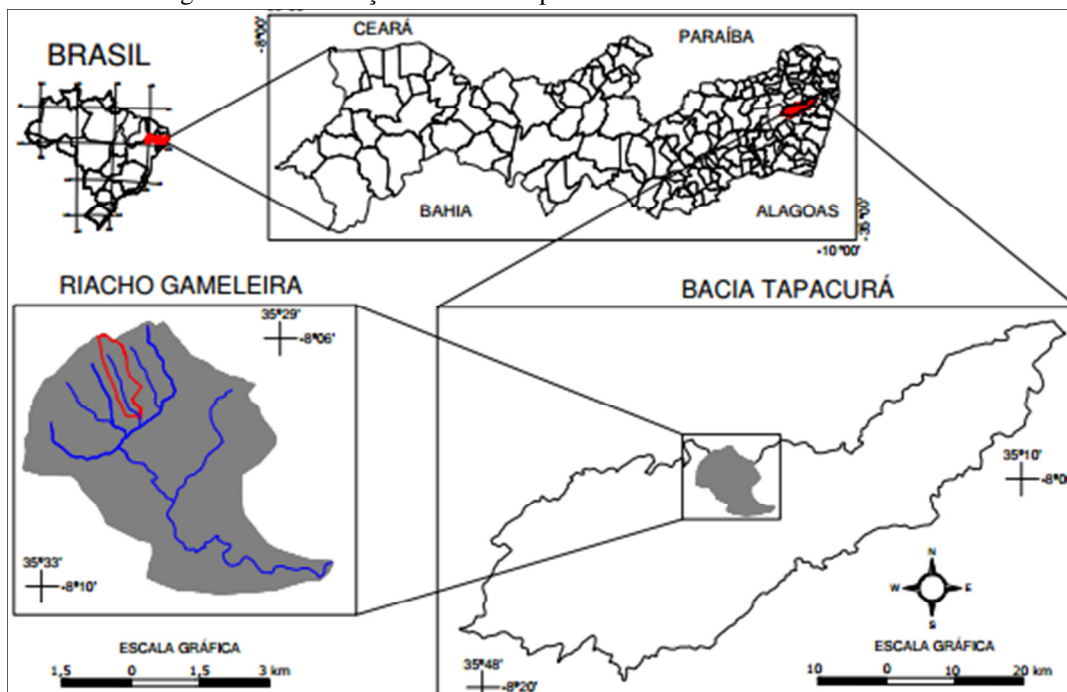 BRASIL
-8°00'
CEARÁ
PARAÍBA
BAHIA
ALAGOAS
-35°00'
-10°00'
RIACHO GAMELEIRA
35°29'
-8°06'
35°33'
-8°10'
ESCALA GRÁFICA
1,5 0 1,5 3 km
BACIA TAPACURÁ
35°10'
35°48'
-8°20'
N
W E
S
ESCALA GRÁFICA
10 0 10 20 km